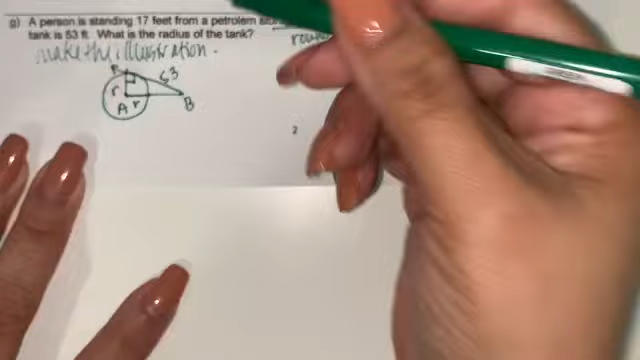 g) A person is standing 17 feet from a petroleum
tank is 53 ft. What is the radius of the tank?
make the illustration.
53
r
A r
B
2